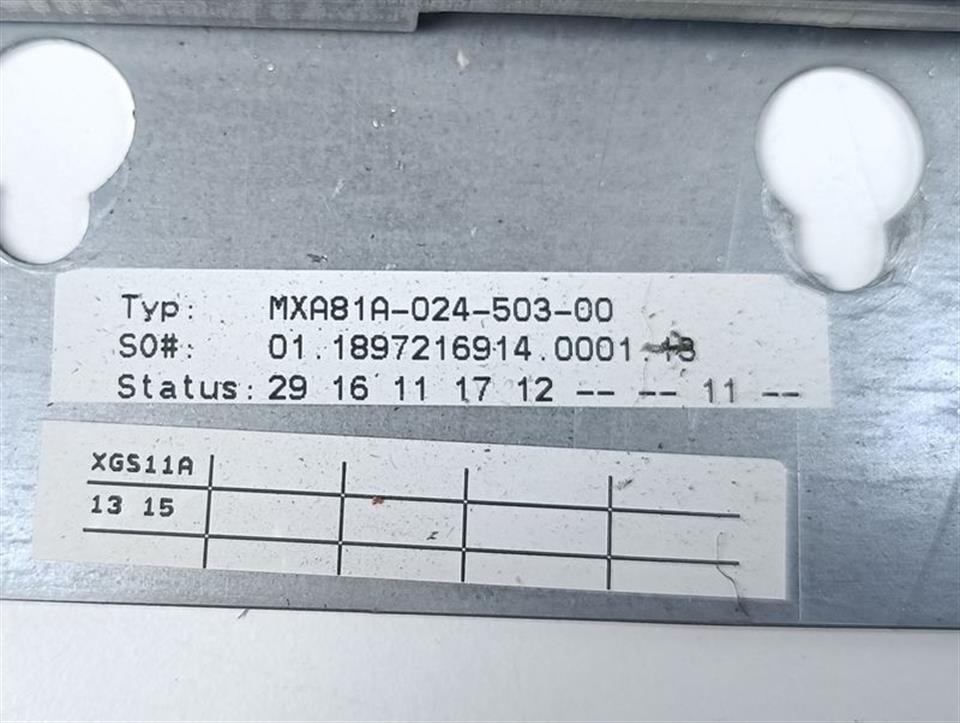 Typ: MXA81A-024-503-00
SO#: 01.1897216914.0001.13
Status: 29 16 11 17 12 -- -- 11 --
XGS11A
13 15